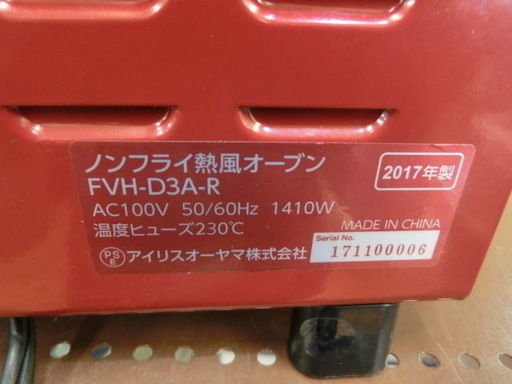 ノンフライ熱風オーブン
2017年製
FVH-D3A-R
AC100V 50/60Hz 1410W
MADE IN CHINA
温度ヒューズ230℃
Serial No.
171100006
PS
E
アイリスオーヤマ株式会社